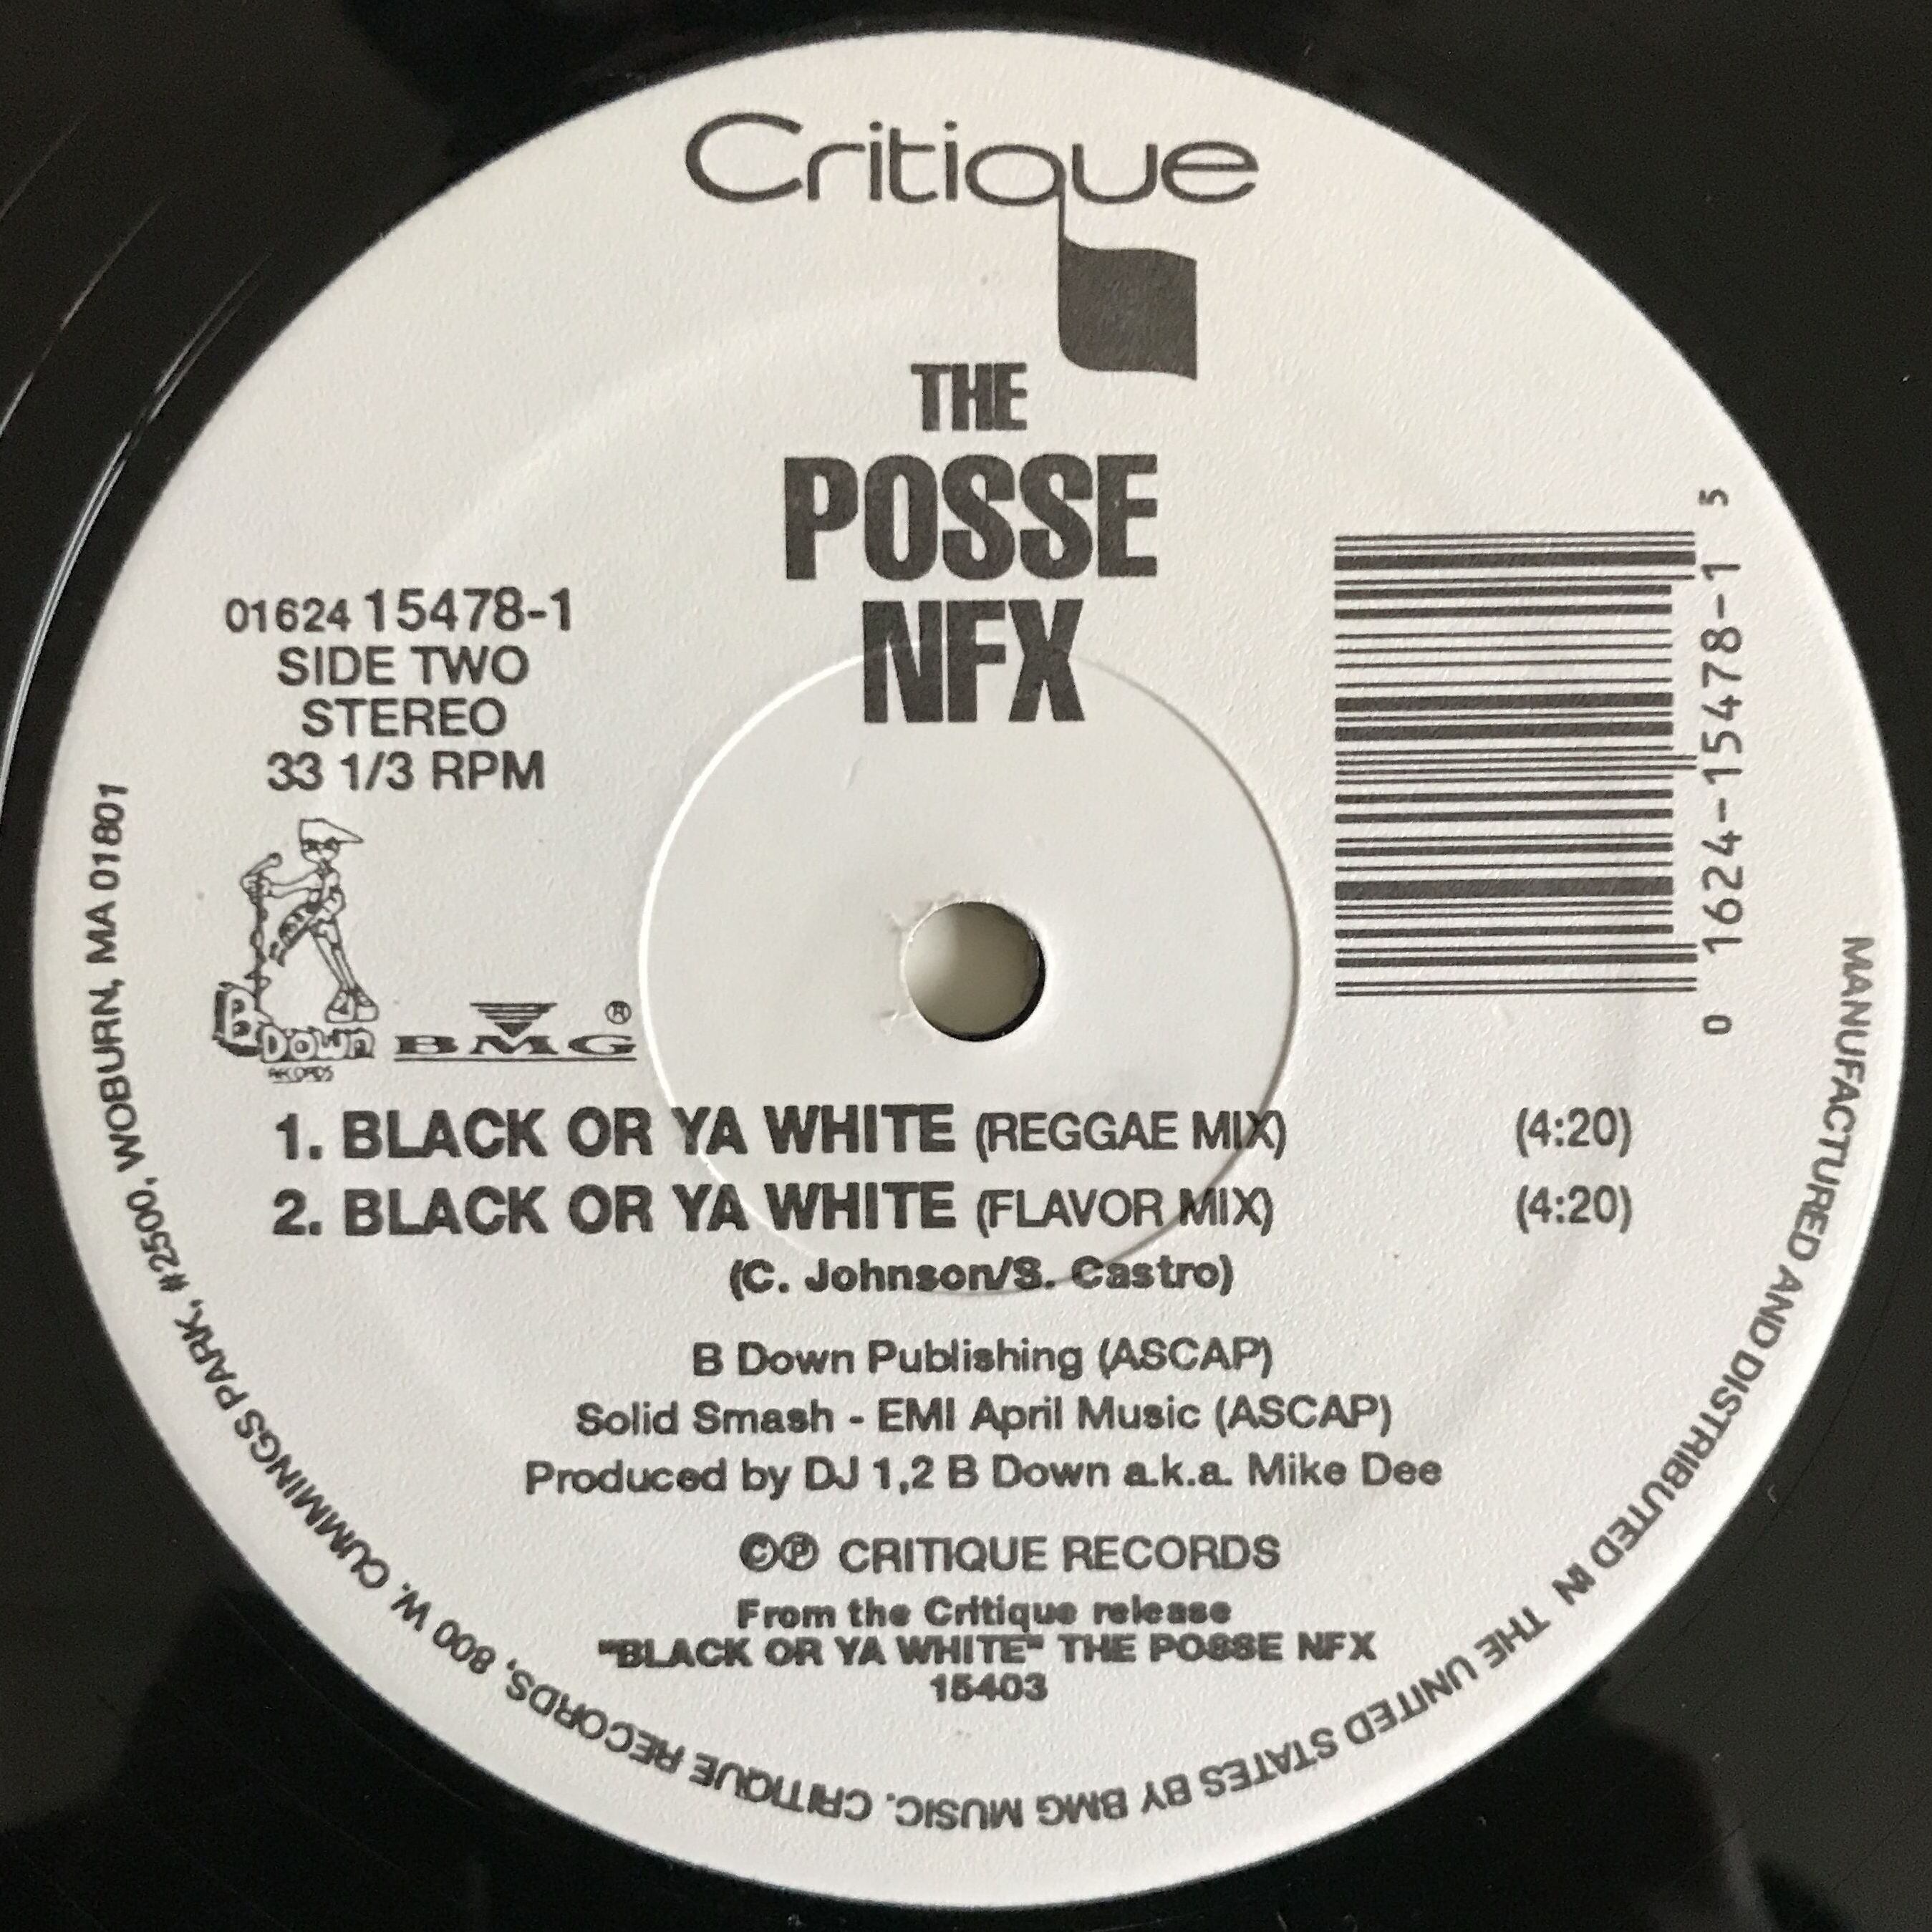 Critique
THE
POSSE
NFX
01624 15478-1
SIDE TWO
STEREO
33 1/3 RPM
0 1624-15478-1 5
B
DOWN
RECORDS
BMG ®
1. BLACK OR YA WHITE (REGGAE MIX) (4:20)
2. BLACK OR YA WHITE (FLAVOR MIX) (4:20)
(C. Johnson/S. Castro)
B Down Publishing (ASCAP)
Solid Smash - EMI April Music (ASCAP)
Produced by DJ 1,2 B Down a.k.a. Mike Dee
©℗ CRITIQUE RECORDS
From the Critique release
"BLACK OR YA WHITE" THE POSSE NFX
15403
MANUFACTURED AND DISTRIBUTED IN THE UNITED STATES BY BMG MUSIC. CRITIQUE RECORDS, 800 W. CUMMINGS PARK, #2500, WOBURN, MA 01801